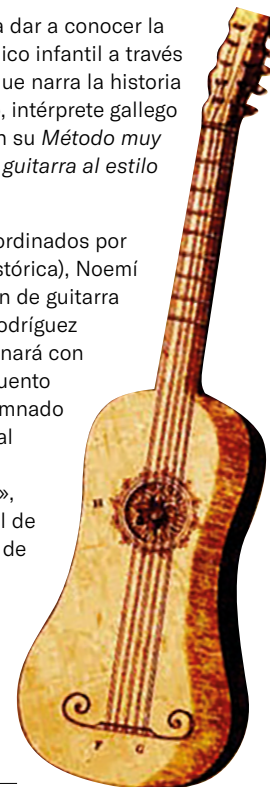 a dar a conocer la
ico infantil a través
ue narra la historia
, intérprete gallego
n su Método muy
guitarra al estilo
ordinados por
stórica), Noemí
n de guitarra
odríguez
nará con
uento
mnado
al
»,
l de
de
H
F G